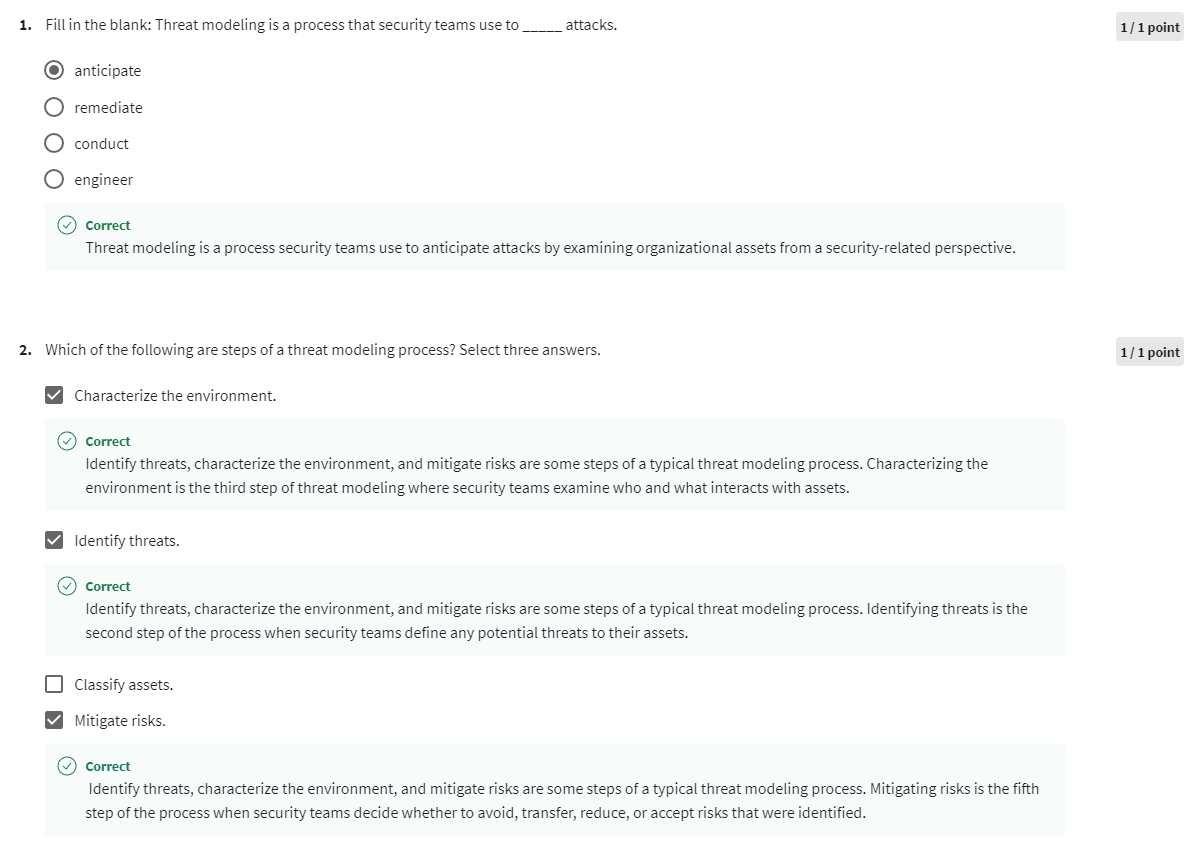 1. Fill in the blank: Threat modeling is a process that security teams use to _____ attacks.
1 / 1 point
anticipate
remediate
conduct
engineer
Correct
Threat modeling is a process security teams use to anticipate attacks by examining organizational assets from a security-related perspective.
2. Which of the following are steps of a threat modeling process? Select three answers.
1 / 1 point
Characterize the environment.
Correct
Identify threats, characterize the environment, and mitigate risks are some steps of a typical threat modeling process. Characterizing the
environment is the third step of threat modeling where security teams examine who and what interacts with assets.
Identify threats.
Correct
Identify threats, characterize the environment, and mitigate risks are some steps of a typical threat modeling process. Identifying threats is the
second step of the process when security teams define any potential threats to their assets.
Classify assets.
Mitigate risks.
Correct
Identify threats, characterize the environment, and mitigate risks are some steps of a typical threat modeling process. Mitigating risks is the fifth
step of the process when security teams decide whether to avoid, transfer, reduce, or accept risks that were identified.